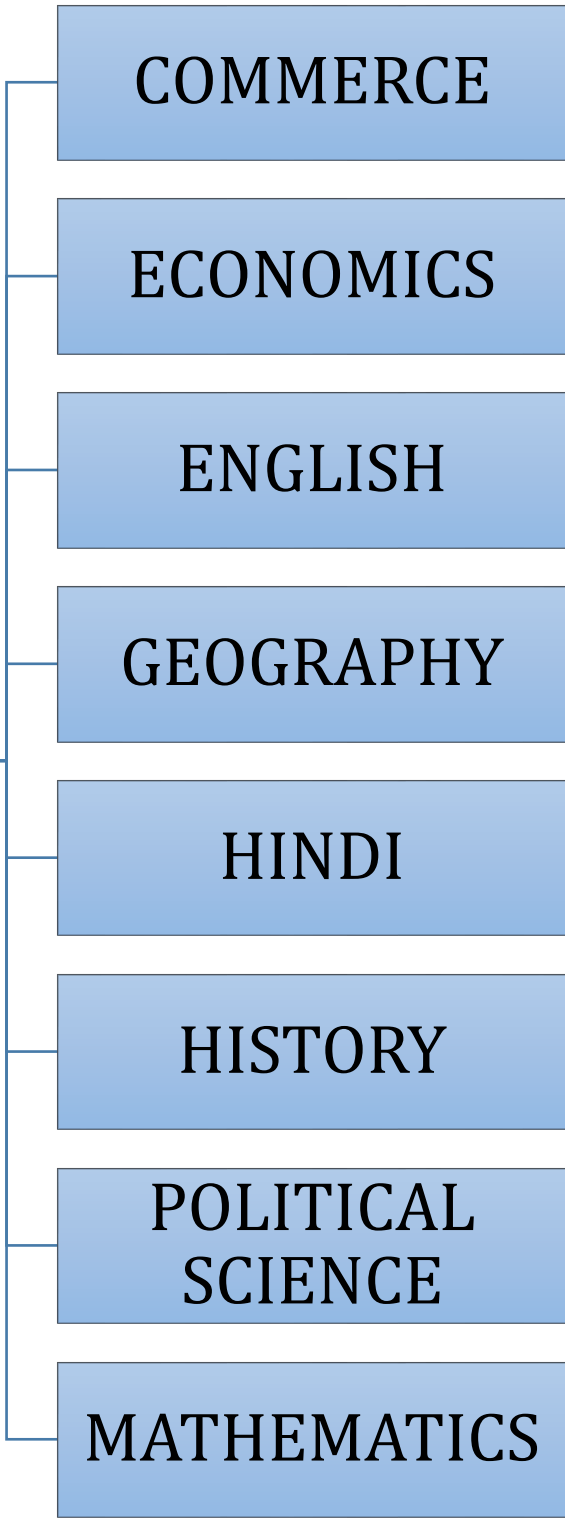 COMMERCE
ECONOMICS
ENGLISH
GEOGRAPHY
HINDI
HISTORY
POLITICAL
SCIENCE
MATHEMATICS